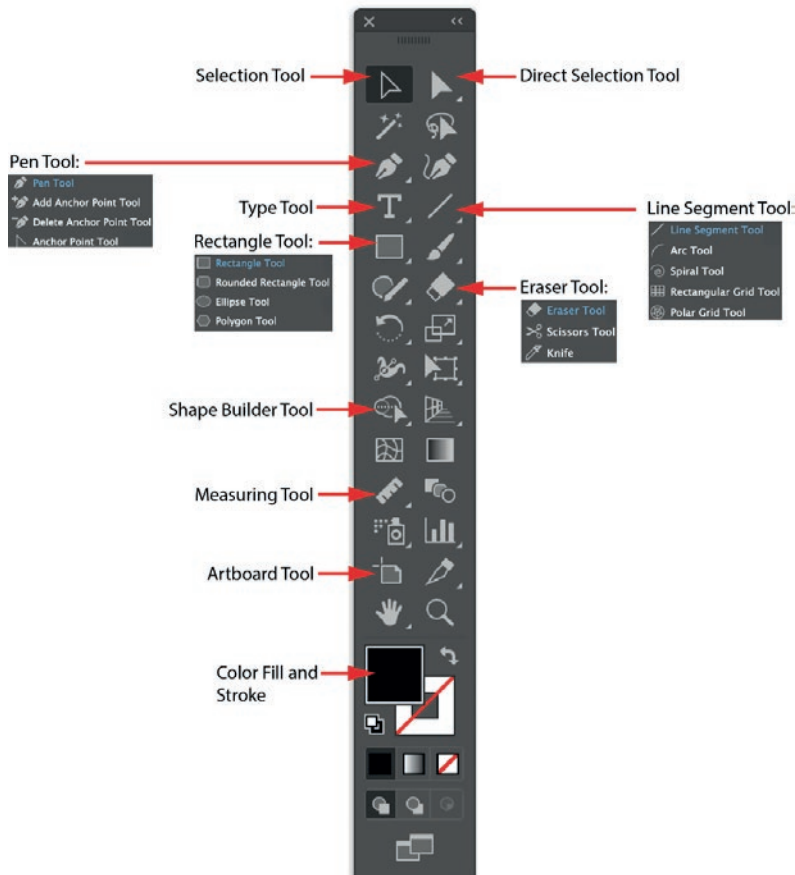 Selection Tool
Direct Selection Tool
Pen Tool:
Pen Tool
Add Anchor Point Tool
Delete Anchor Point Tool
Anchor Point Tool
Type Tool
Line Segment Tool:
Line Segment Tool
Arc Tool
Spiral Tool
Rectangular Grid Tool
Polar Grid Tool
Rectangle Tool:
Rectangle Tool
Rounded Rectangle Tool
Ellipse Tool
Polygon Tool
Eraser Tool:
Eraser Tool
Scissors Tool
Knife
Shape Builder Tool
Measuring Tool
Artboard Tool
Color Fill and
Stroke